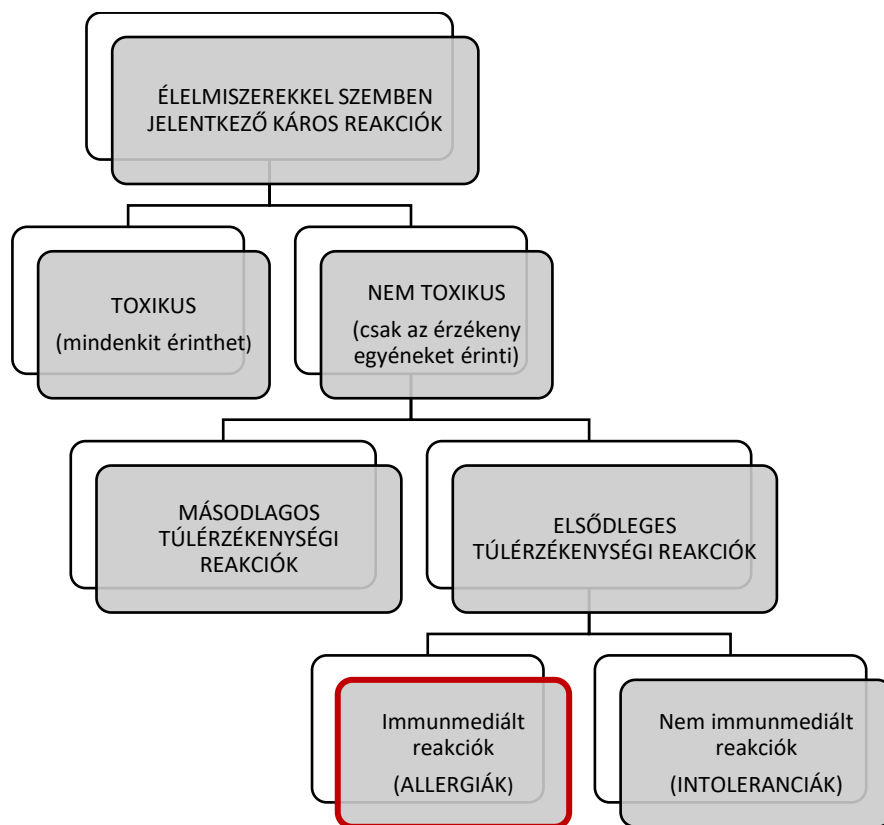 ÉLELMISZEREKKEL SZEMBEN
JELENTKEZŐ KÁROS REAKCIÓK
TOXIKUS
(mindenkit érinthet)
NEM TOXIKUS
(csak az érzékeny
egyéneket érinti)
MÁSODLAGOS
TÚLÉRZÉKENYSÉGI
REAKCIÓK
ELSŐDLEGES
TÚLÉRZÉKENYSÉGI REAKCIÓK
Immunmediált
reakciók
(ALLERGIÁK)
Nem immunmediált
reakciók
(INTOLERANCIÁK)